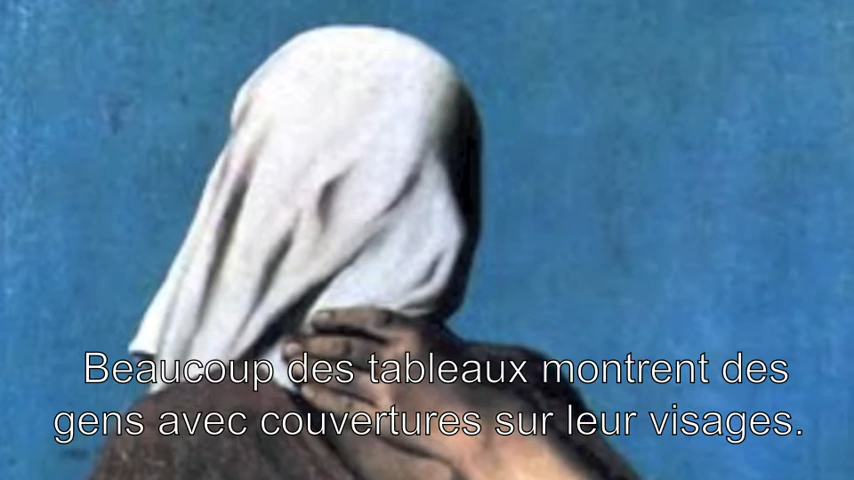 Beaucoup des tableaux montrent des
gens avec couvertures sur leur visages.